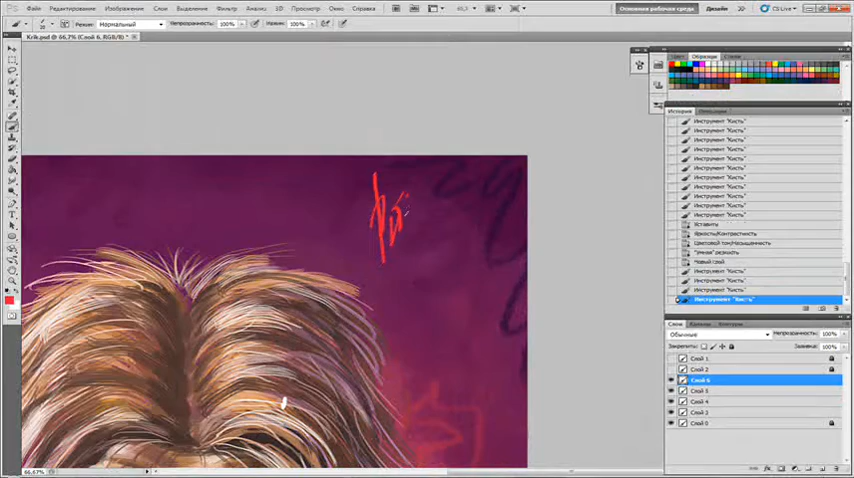 Файл Редактирование Изображение Слой Выделение Фильтр Анализ 3D Просмотр Окно Справка
Основная рабочая среда Дизайн CS Live
Режим: Нормальный Непрозрачность: 100% Нажим: 100%
Krik.psd @ 66,7% (Слой 6, RGB/8) *
Цвет Образцы Стили
История
Инструмент "Кисть"
Инструмент "Кисть"
Инструмент "Кисть"
Инструмент "Кисть"
Инструмент "Кисть"
Инструмент "Кисть"
Инструмент "Кисть"
Инструмент "Кисть"
Инструмент "Кисть"
Инструмент "Кисть"
Инструмент "Кисть"
Вставить
Яркость/Контрастность
Цветовой тон/Насыщенность
"Умная" резкость
Новый слой
Инструмент "Кисть"
Инструмент "Кисть"
Инструмент "Кисть"
Инструмент "Кисть"
Слои Каналы Контуры
Обычные Непрозрачность: 100%
Закрепить: Заливка: 100%
Слой 1
Слой 2
Слой 6
Слой 5
Слой 4
Слой 3
Слой 0
66,67%